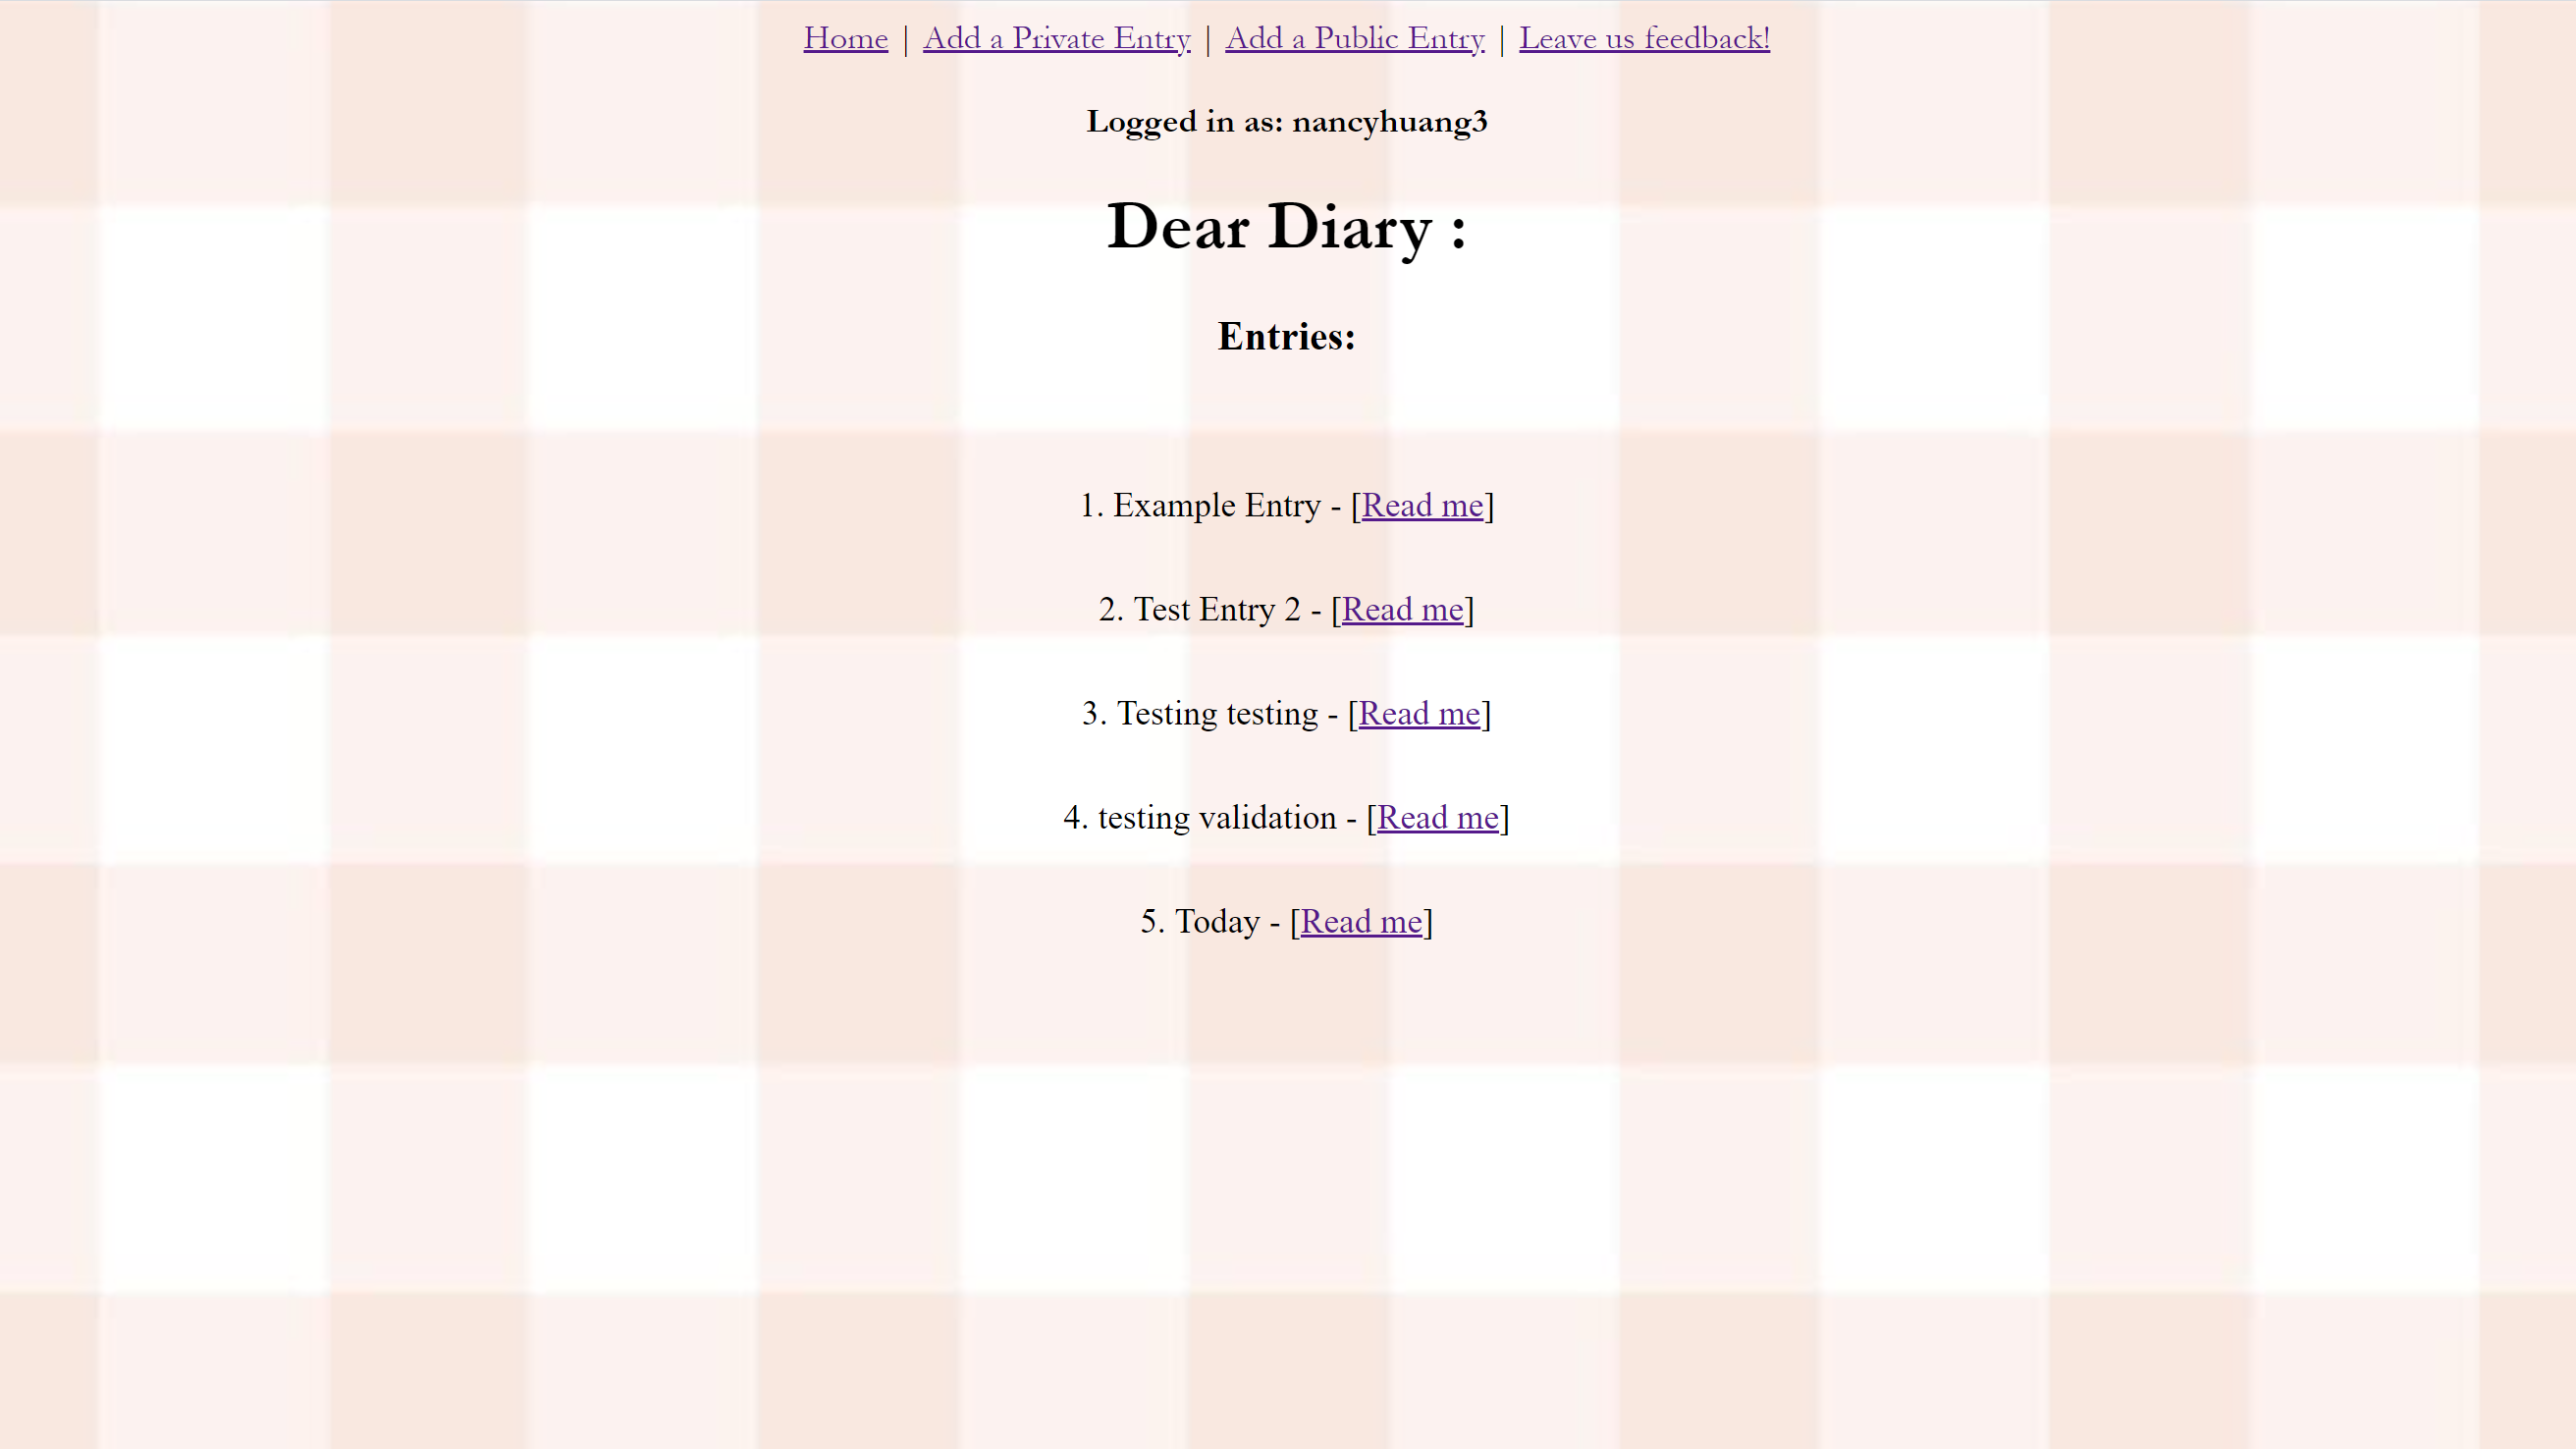 Home | Add a Private Entry | Add a Public Entry | Leave us feedback!
Logged in as: nancyhuang3
Dear Diary :
Entries:
1. Example Entry - [Read me]
2. Test Entry 2 - [Read me]
3. Testing testing - [Read me]
4. testing validation - [Read me]
5. Today - [Read me]